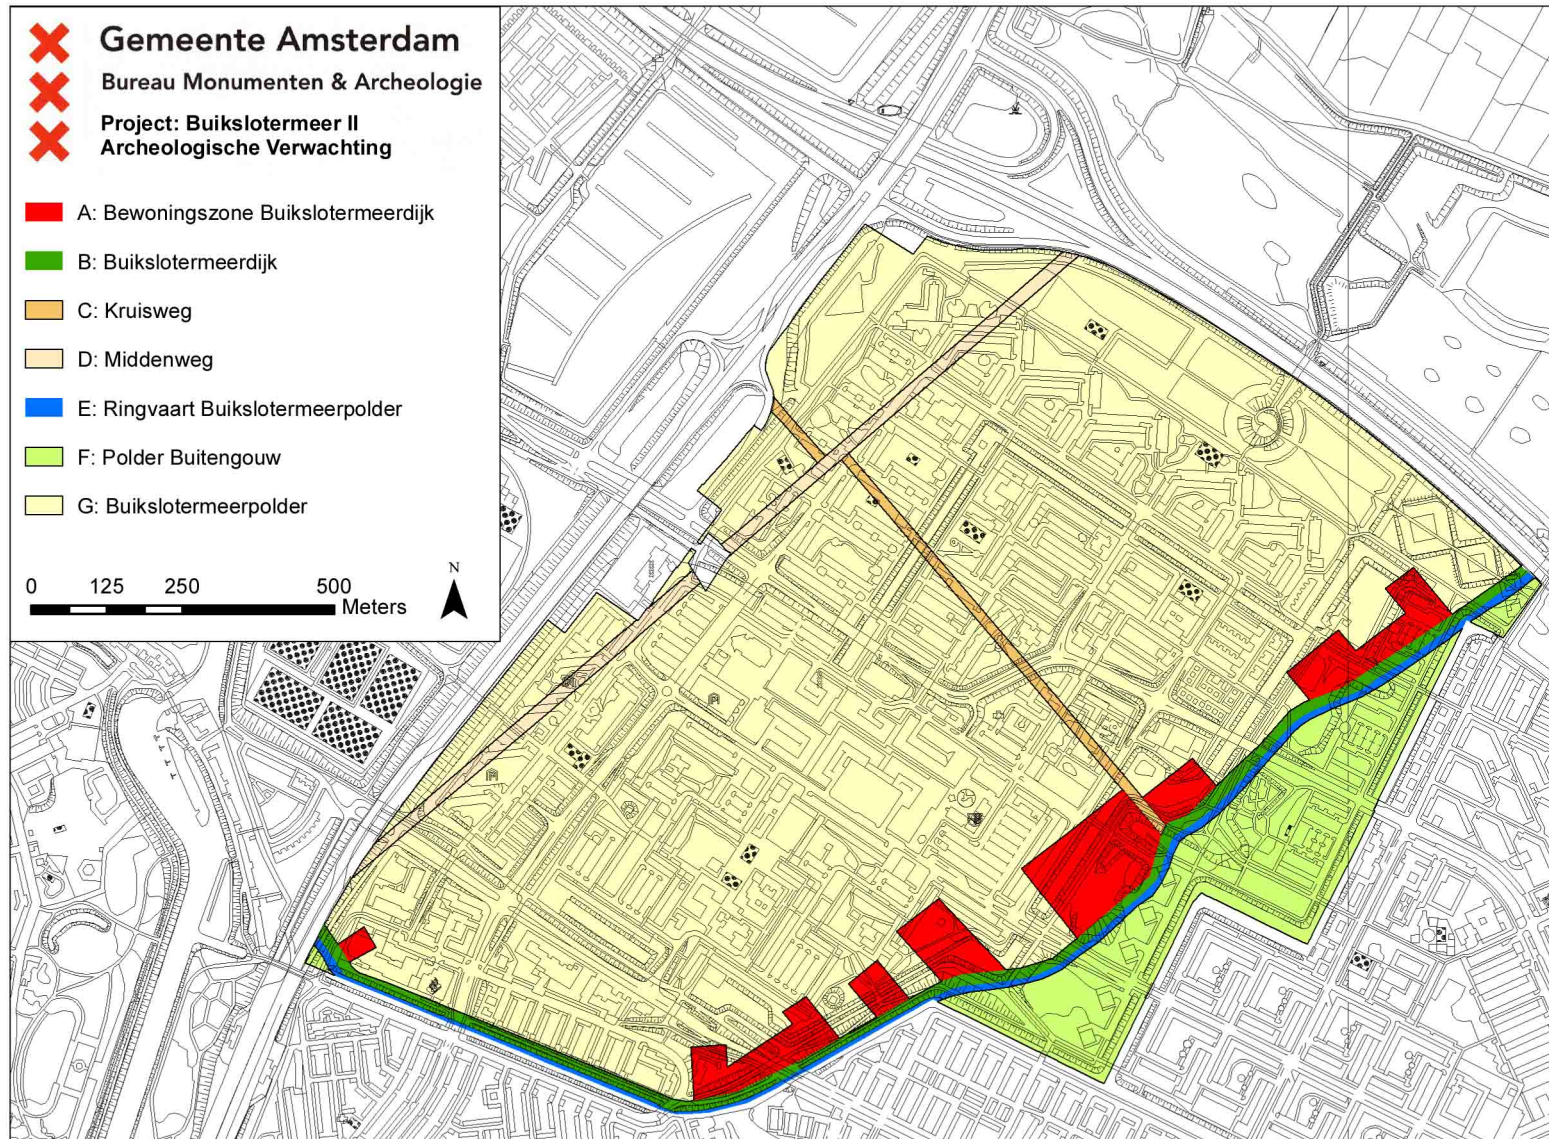 Gemeente Amsterdam
Bureau Monumenten & Archeologie
Project: Buikslotermeer II
Archeologische Verwachting
A: Bewoningszone Buikslotermeerdijk
B: Buikslotermeerdijk
C: Kruisweg
D: Middenweg
E: Ringvaart Buikslotermeerpolder
F: Polder Buitengouw
G: Buikslotermeerpolder
N
0 125 250 500
Meters